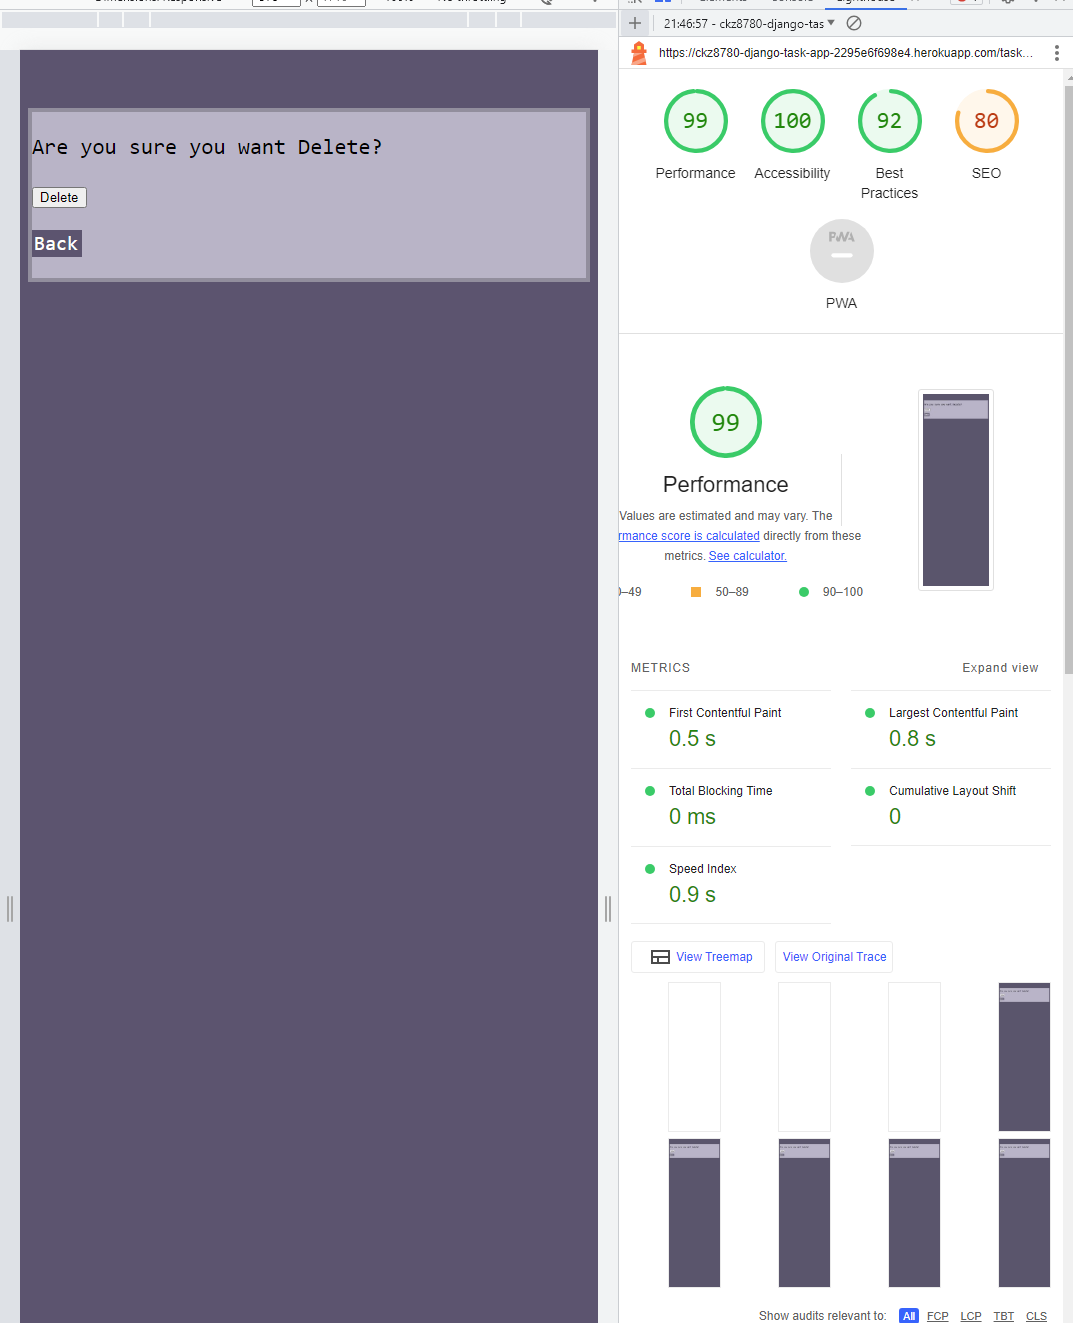 21:46:57 - ckz8780-django-tas
https://ckz8780-django-task-app-2295e6f698e4.herokuapp.com/task...
Are you sure you want Delete?
Delete
Back
99
100
92
80
Performance
Accessibility
Best
Practices
SEO
PWA
PWA
99
Performance
Values are estimated and may vary. The
rmance score is calculated directly from these
metrics. See calculator.
–49
50–89
90–100
METRICS
Expand view
First Contentful Paint
0.5 s
Largest Contentful Paint
0.8 s
Total Blocking Time
0 ms
Cumulative Layout Shift
0
Speed Index
0.9 s
View Treemap
View Original Trace
Show audits relevant to: All FCP LCP TBT CLS